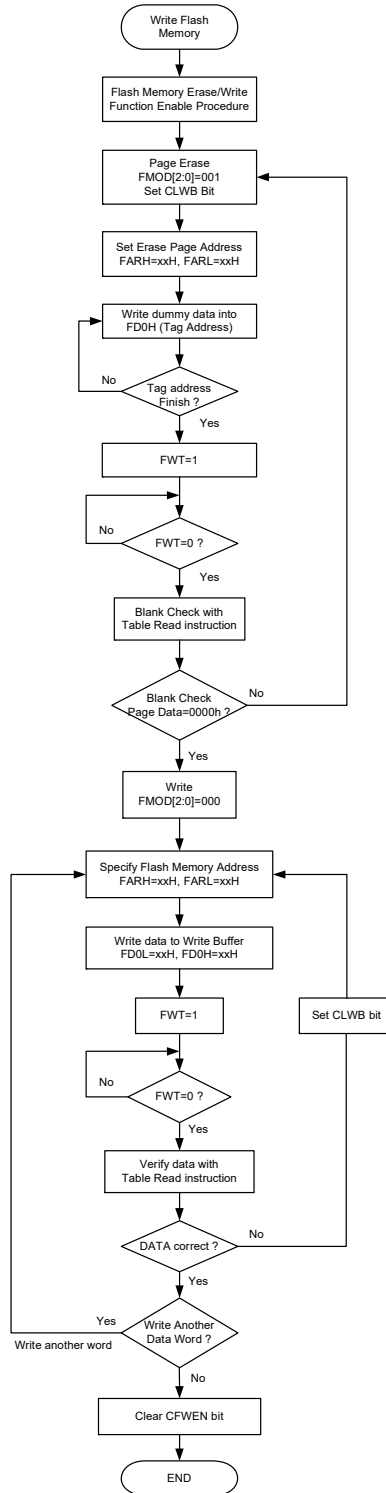 Write Flash
Memory
Flash Memory Erase/Write
Function Enable Procedure
Page Erase
FMOD[2:0]=001
Set CLWB Bit
Set Erase Page Address
FARH=xxH, FARL=xxH
Write dummy data into
FD0H (Tag Address)
No
Tag address
Finish ?
Yes
FWT=1
No
FWT=0 ?
Yes
Blank Check with
Table Read instruction
Blank Check
Page Data=0000h ?
No
Yes
Write
FMOD[2:0]=000
Specify Flash Memory Address
FARH=xxH, FARL=xxH
Write data to Write Buffer
FD0L=xxH, FD0H=xxH
FWT=1
Set CLWB bit
No
FWT=0 ?
Yes
Verify data with
Table Read instruction
DATA correct ?
No
Yes
Yes
Write another word
Write Another
Data Word ?
No
Clear CFWEN bit
END